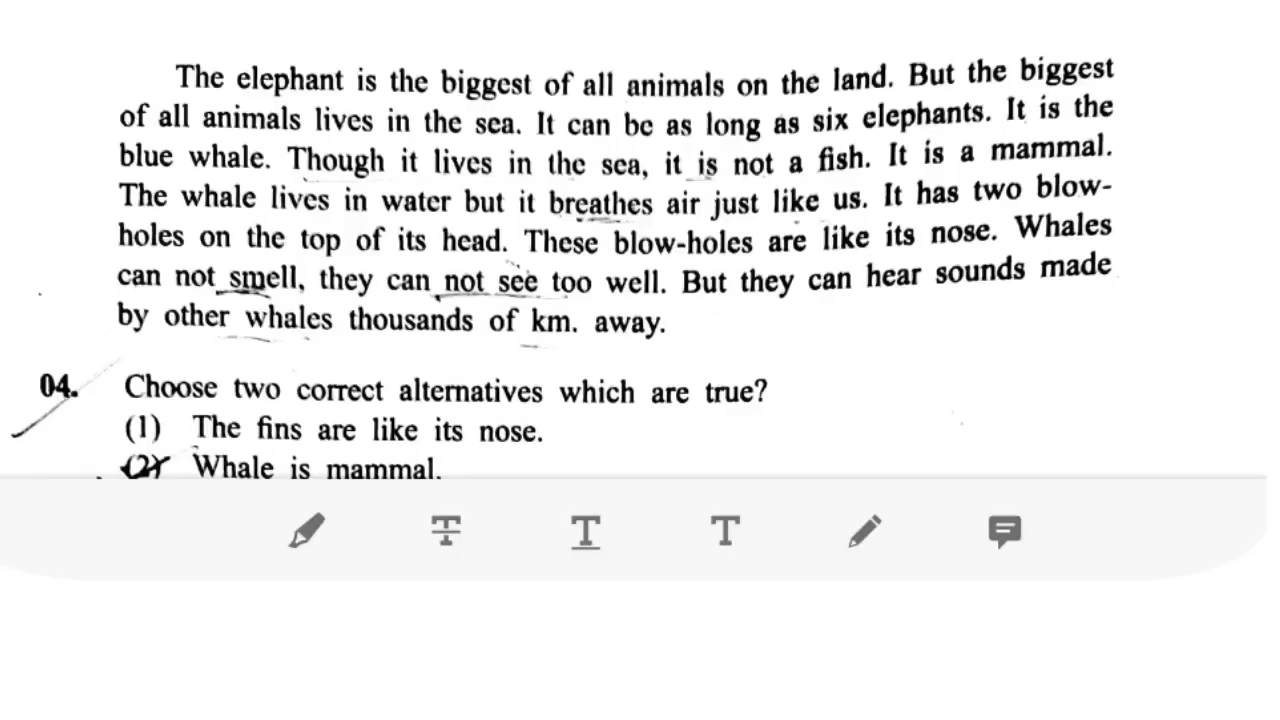 The elephant is the biggest of all animals on the land. But the biggest
of all animals lives in the sea. It can be as long as six elephants. It is the
blue whale. Though it lives in the sea, it is not a fish. It is a mammal.
The whale lives in water but it breathes air just like us. It has two blow-
holes on the top of its head. These blow-holes are like its nose. Whales
can not smell, they can not see too well. But they can hear sounds made
by other whales thousands of km. away.
04. Choose two correct alternatives which are true?
(1) The fins are like its nose.
(2) Whale is mammal.